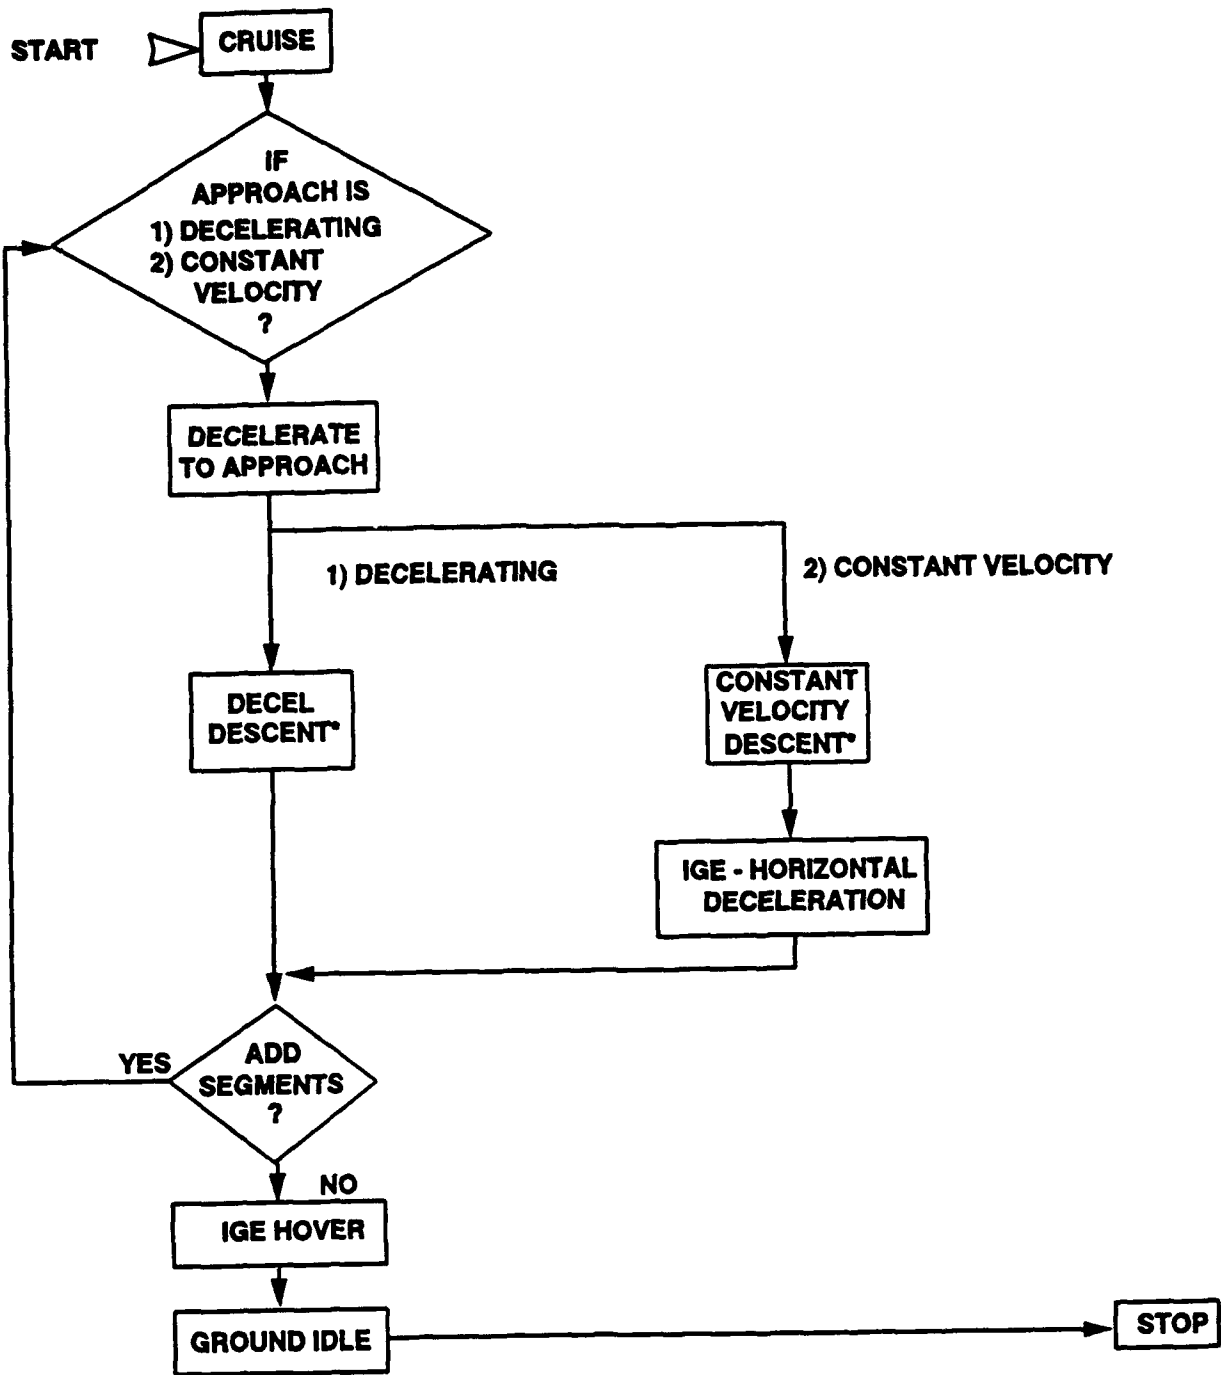 START
CRUISE
IF
APPROACH IS
1) DECELERATING
2) CONSTANT
VELOCITY
?
DECELERATE
TO APPROACH
1) DECELERATING
2) CONSTANT VELOCITY
DECEL
DESCENT*
CONSTANT
VELOCITY
DESCENT*
IGE - HORIZONTAL
DECELERATION
YES
ADD
SEGMENTS
?
NO
IGE HOVER
GROUND IDLE
STOP